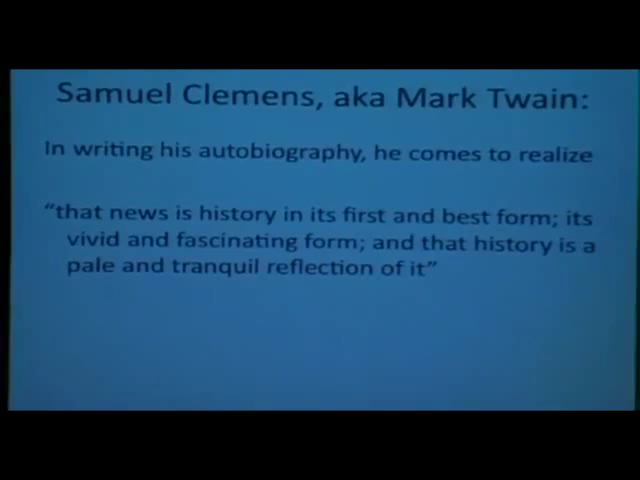 Samuel Clemens, aka Mark Twain:
In writing his autobiography, he comes to realize
“that news is history in its first and best form; its
vivid and fascinating form; and that history is a
pale and tranquil reflection of it”